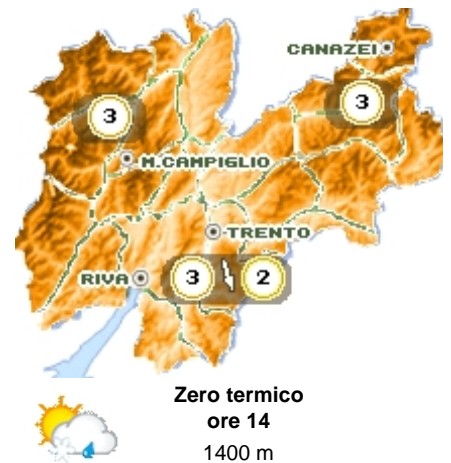 CANAZEI
3
3
M.CAMPIGLIO
TRENTO
RIVA
3 2
Zero termico
ore 14
1400 m